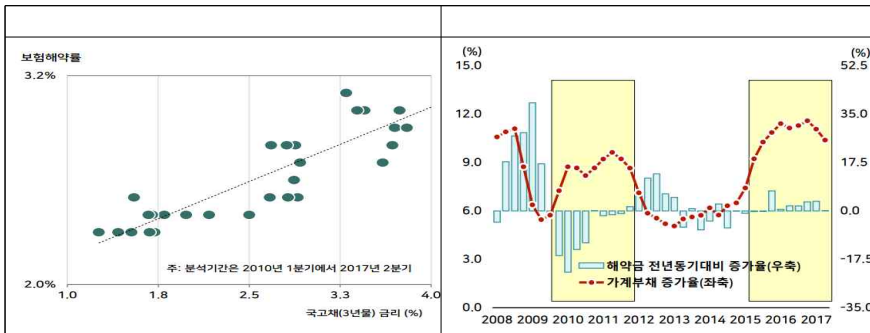 보험해약률
3.2%
2.0%
1.0 1.8 2.5 3.3 4.0
주: 분석기간은 2010년 1분기에서 2017년 2분기
국고채(3년물) 금리 (%)
(%) (%)
15.0 52.5
12.0 35.0
9.0 17.5
6.0 0.0
3.0 -17.5
0.0 -35.0
해약금 전년동기대비 증가율(우축)
가계부채 증가율(좌축)
2008 2009 2010 2011 2012 2013 2014 2015 2016 2017